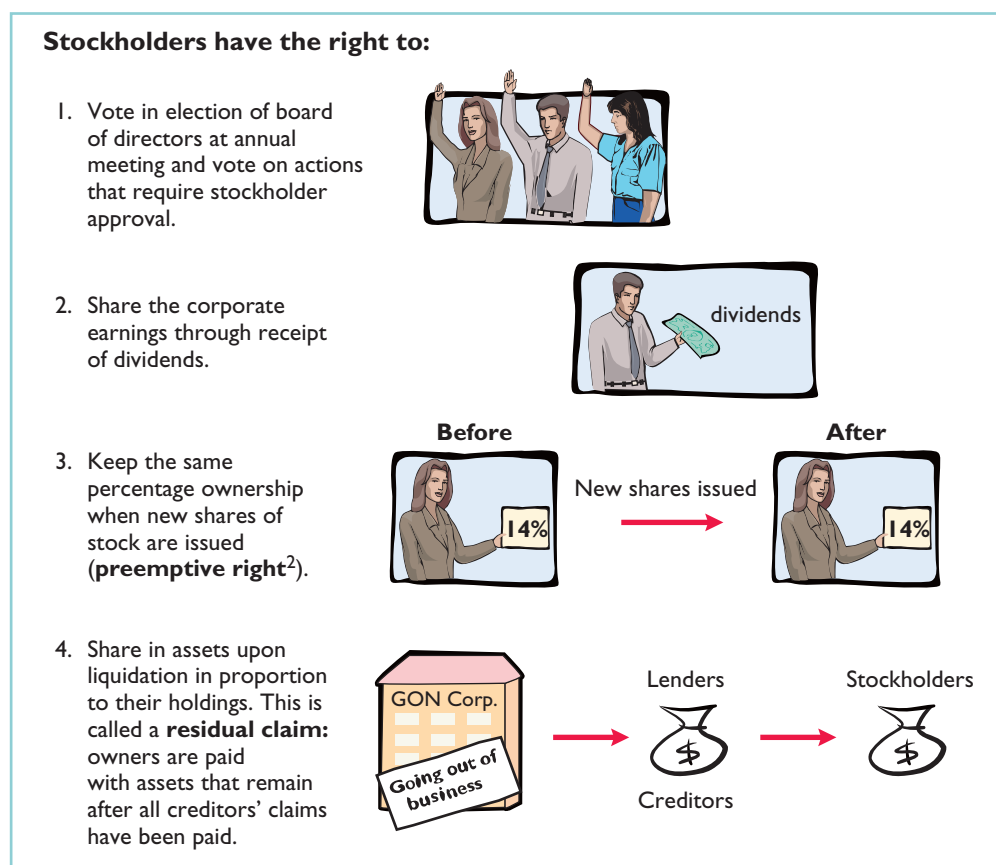 Stockholders have the right to:
1. Vote in election of board
of directors at annual
meeting and vote on actions
that require stockholder
approval.
2. Share the corporate
earnings through receipt
of dividends.
dividends
3. Keep the same
percentage ownership
when new shares of
stock are issued
(preemptive right²).
Before
14%
New shares issued
After
14%
4. Share in assets upon
liquidation in proportion
to their holdings. This is
called a residual claim:
owners are paid
with assets that remain
after all creditors’ claims
have been paid.
GON Corp.
Going out of
business
Lenders
$
Creditors
Stockholders
$